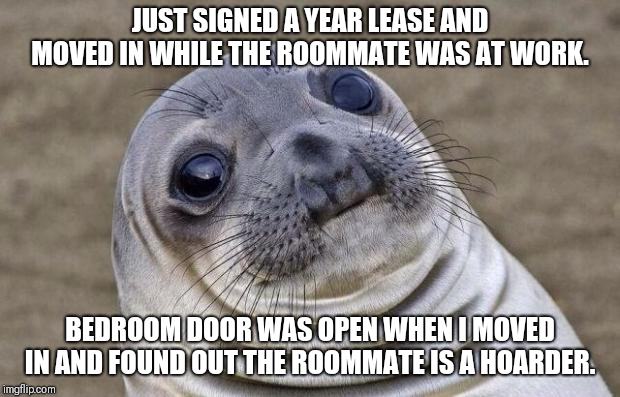 JUST SIGNED A YEAR LEASE AND
MOVED IN WHILE THE ROOMMATE WAS AT WORK.
BEDROOM DOOR WAS OPEN WHEN I MOVED
IN AND FOUND OUT THE ROOMMATE IS A HOARDER.
imgflip.com